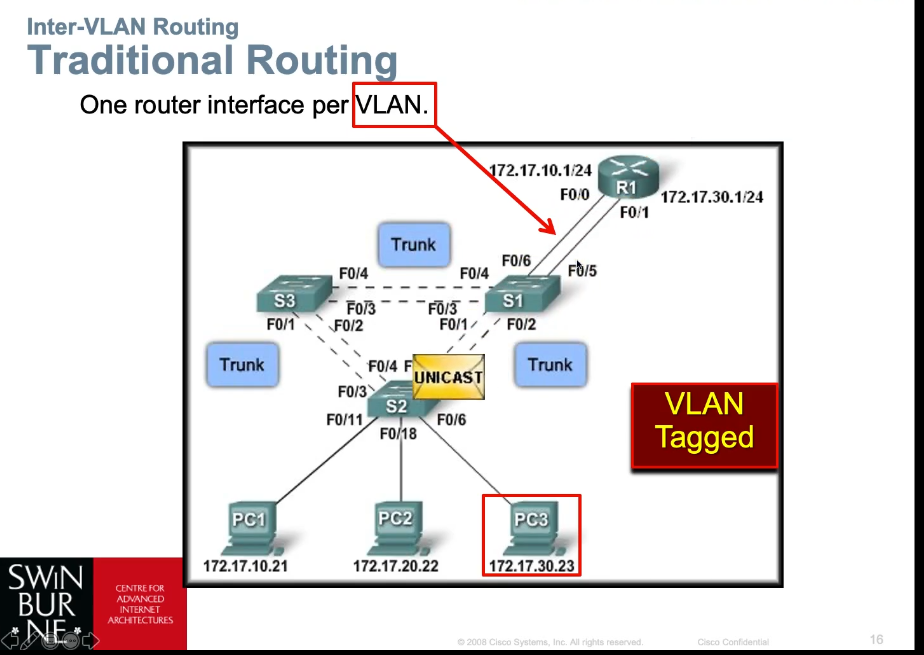 Inter-VLAN Routing
Traditional Routing
One router interface per VLAN.
172.17.10.1/24
R1
F0/0
172.17.30.1/24
F0/1
Trunk
F0/6
F0/5
F0/4
F0/4
S3
S1
F0/3
F0/3
F0/1
F0/2
F0/1
F0/2
Trunk
Trunk
F0/4 F
UNICAST
F0/3
S2
F0/11
F0/6
F0/18
VLAN
Tagged
PC1
PC2
PC3
172.17.10.21
172.17.20.22
172.17.30.23
SWIN
BUR
NE
CENTRE FOR
ADVANCED
INTERNET
ARCHITECTURES
© 2008 Cisco Systems, Inc. All rights reserved.
Cisco Confidential
16